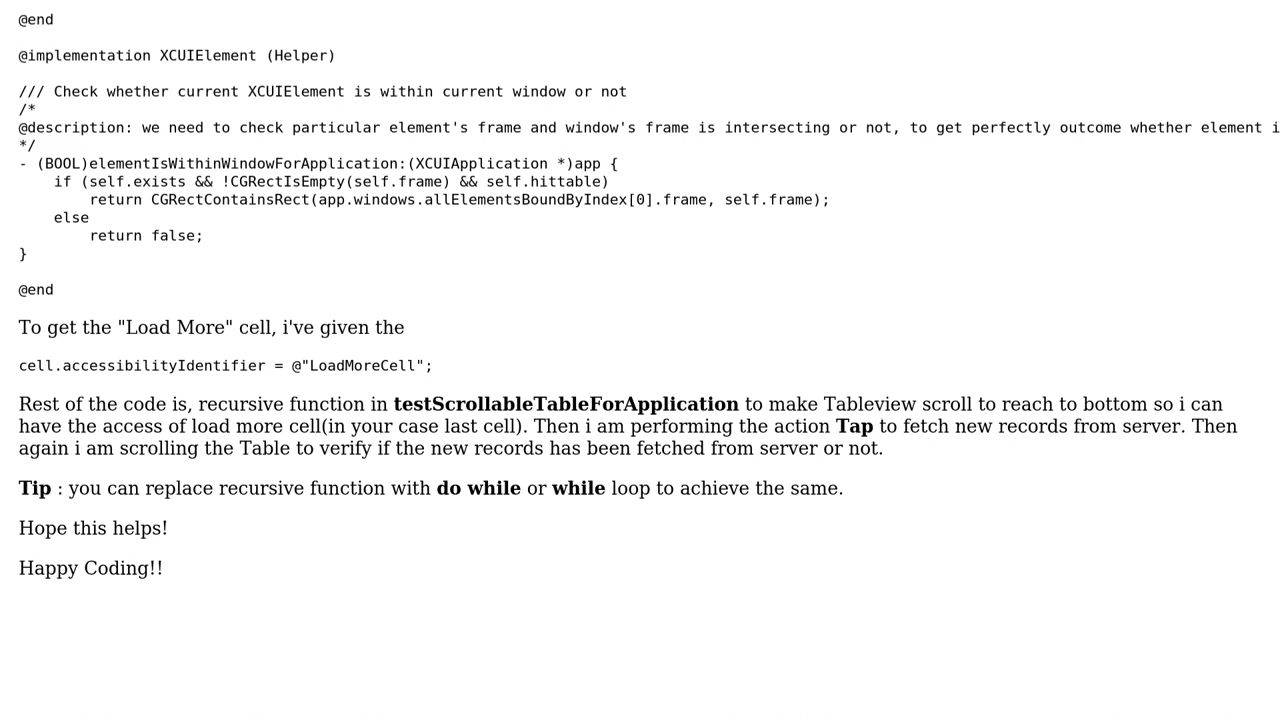 @end
@implementation XCUIElement (Helper)
/// Check whether current XCUIElement is within current window or not
/*
@description: we need to check particular element's frame and window's frame is intersecting or not, to get perfectly outcome whether element i
*/
- (BOOL)elementIsWithinWindowForApplication:(XCUIApplication *)app {
    if (self.exists && !CGRectIsEmpty(self.frame) && self.hittable)
        return CGRectContainsRect(app.windows.allElementsBoundByIndex[0].frame, self.frame);
    else
        return false;
}
@end
To get the "Load More" cell, i've given the
cell.accessibilityIdentifier = @"LoadMoreCell";
Rest of the code is, recursive function in testScrollableTableForApplication to make Tableview scroll to reach to bottom so i can
have the access of load more cell(in your case last cell). Then i am performing the action Tap to fetch new records from server. Then
again i am scrolling the Table to verify if the new records has been fetched from server or not.
Tip : you can replace recursive function with do while or while loop to achieve the same.
Hope this helps!
Happy Coding!!